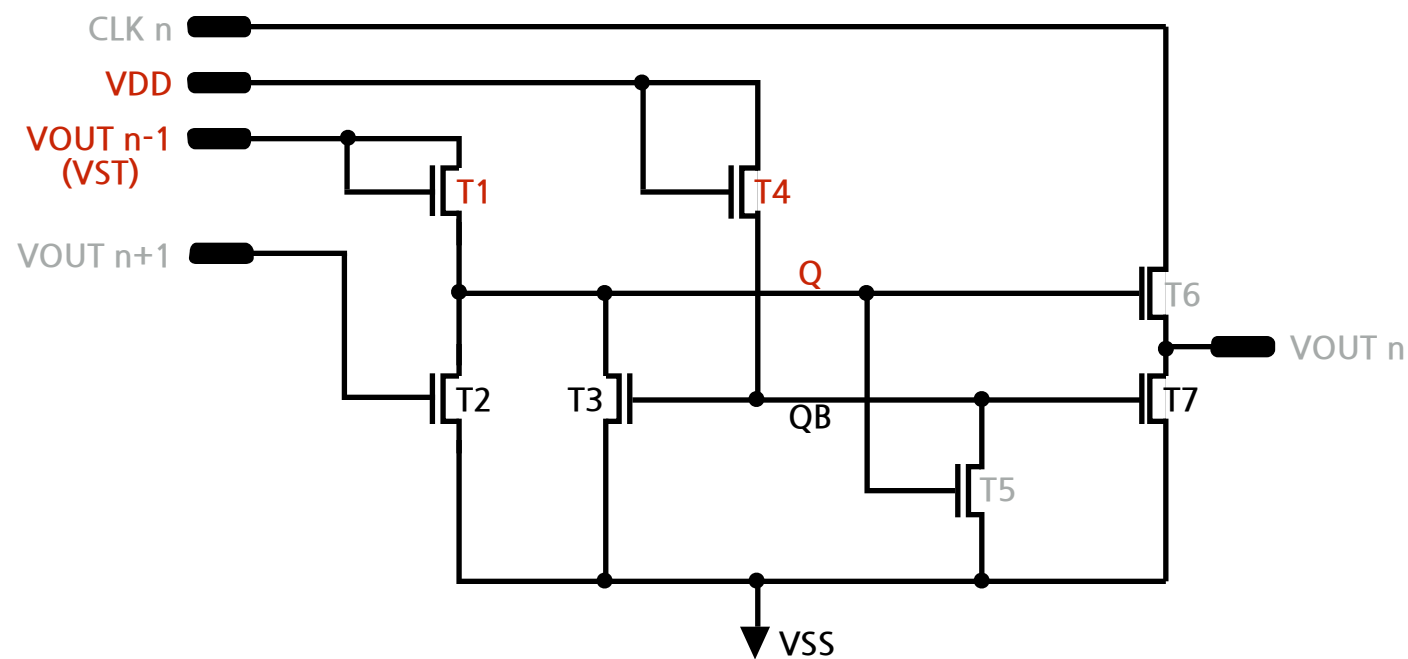 CLK n
VDD
VOUT n-1
(VST)
T1
T4
VOUT n+1
Q
T6
VOUT n
T2
T3
QB
T7
T5
VSS